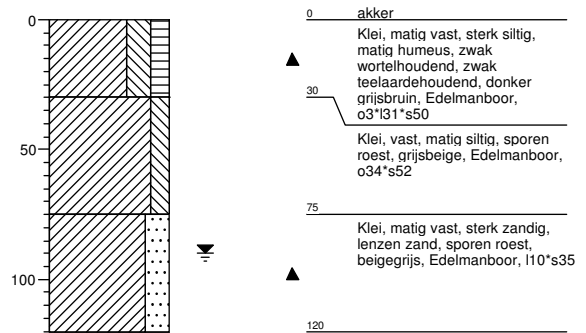 0
50
100
0 akker
Klei, matig vast, sterk siltig,
matig humeus, zwak
wortelhoudend, zwak
teelaardehoudend, donker
grijsbruin, Edelmanboor,
o3*l31*s50
30
Klei, vast, matig siltig, sporen
roest, grijsbeige, Edelmanboor,
o34*s52
75
Klei, matig vast, sterk zandig,
lenzen zand, sporen roest,
beigegrijs, Edelmanboor, l10*s35
120